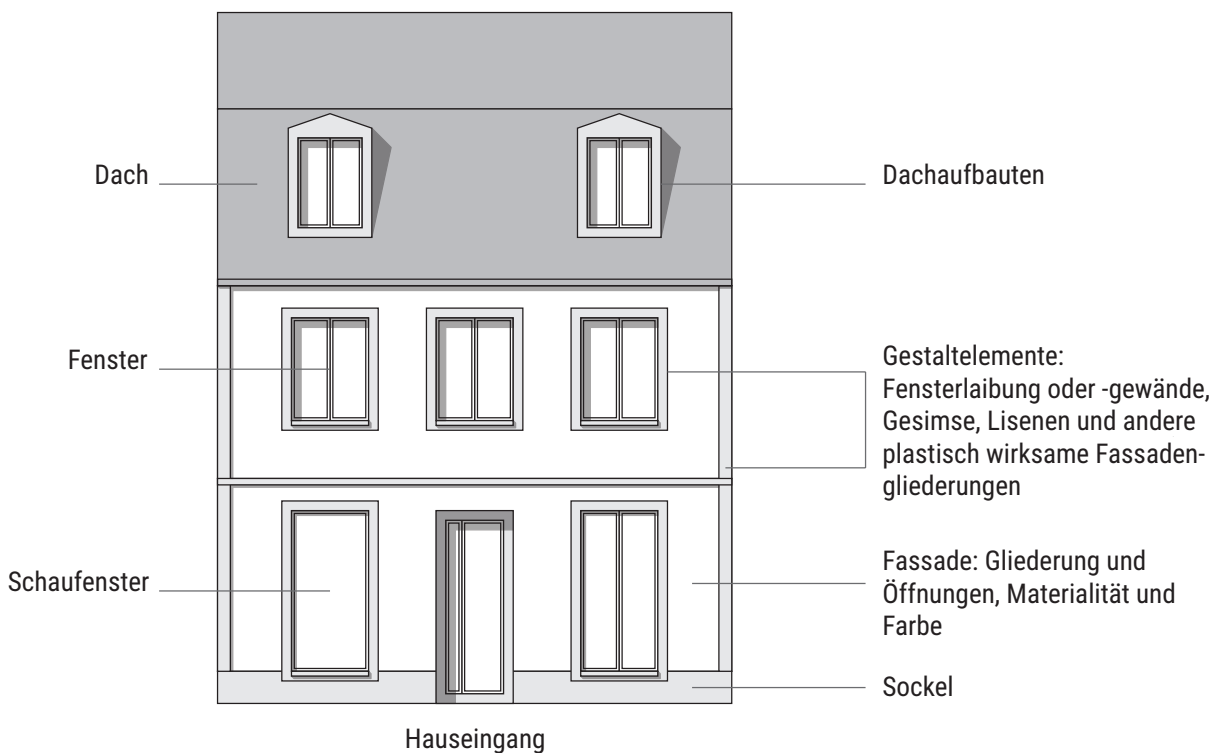 Dach
Dachaufbauten
Fenster
Gestaltelemente:
Fensterlaibung oder -gewände,
Gesimse, Lisenen und andere
plastisch wirksame Fassaden-
gliederungen
Schaufenster
Fassade: Gliederung und
Öffnungen, Materialität und
Farbe
Sockel
Hauseingang